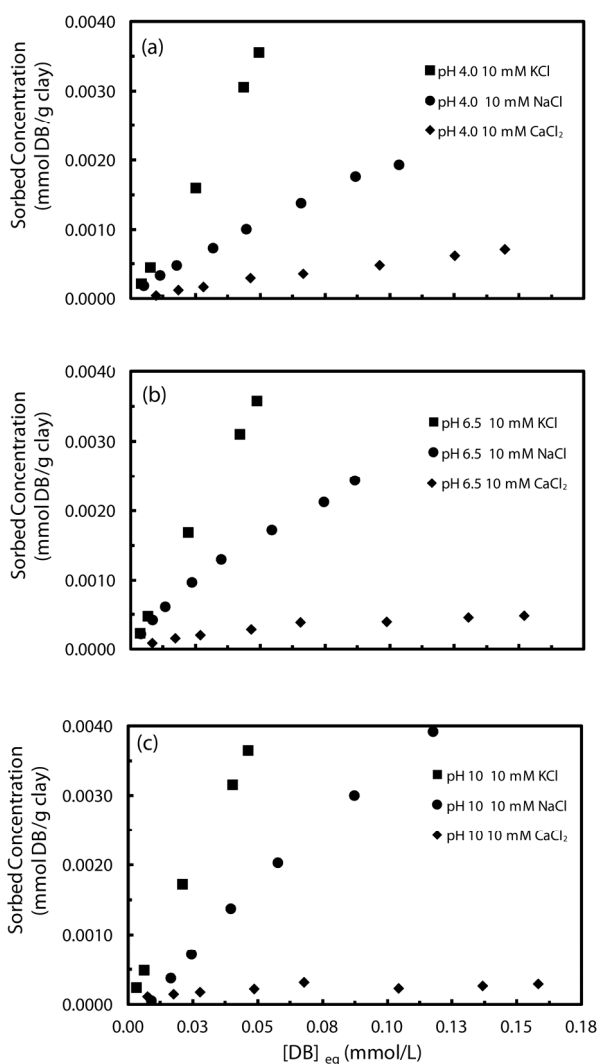 0.0040
(a)
pH 4.0 10 mM KCl
0.0030
pH 4.0 10 mM NaCl
pH 4.0 10 mM CaCl₂
0.0020
0.0010
0.0000
Sorbed Concentration
(mmol DB/g clay)
0.0040
(b)
pH 6.5 10 mM KCl
0.0030
pH 6.5 10 mM NaCl
pH 6.5 10 mM CaCl₂
0.0020
0.0010
0.0000
Sorbed Concentration
(mmol DB/g clay)
0.0040
(c)
pH 10 10 mM KCl
0.0030
pH 10 10 mM NaCl
pH 10 10 mM CaCl₂
0.0020
0.0010
0.0000
Sorbed Concentration
(mmol DB/g clay)
0.00 0.03 0.05 0.08 0.10 0.13 0.15 0.18
[DB] eq (mmol/L)